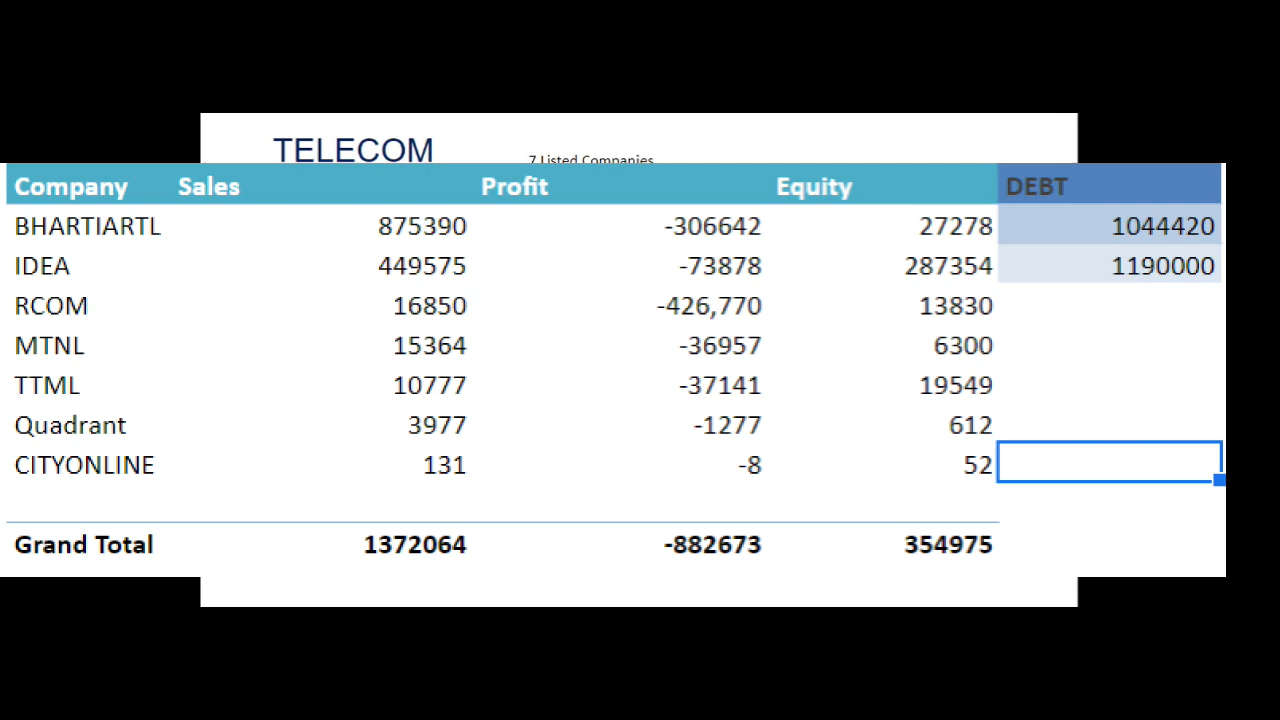 TELECOM 7 Listed Companies
Company Sales Profit Equity DEBT
BHARTIARTL 875390 -306642 27278 1044420
IDEA 449575 -73878 287354 1190000
RCOM 16850 -426,770 13830
MTNL 15364 -36957 6300
TTML 10777 -37141 19549
Quadrant 3977 -1277 612
CITYONLINE 131 -8 52
Grand Total 1372064 -882673 354975